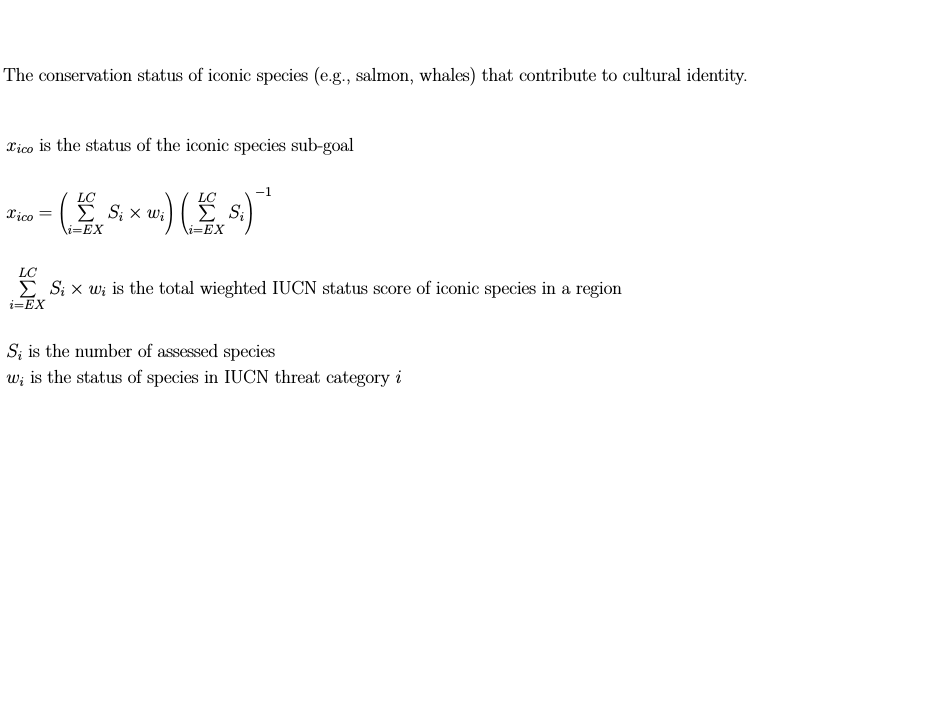 The conservation status of iconic species (e.g., salmon, whales) that contribute to cultural identity.
x_{ico} is the status of the iconic species sub-goal
x_{ico} = \left( \sum_{i=EX}^{LC} S_i \times w_i \right) \left( \sum_{i=EX}^{LC} S_i \right)^{-1}
\sum_{i=EX}^{LC} S_i \times w_i is the total wieghted IUCN status score of iconic species in a region
S_i is the number of assessed species
w_i is the status of species in IUCN threat category i